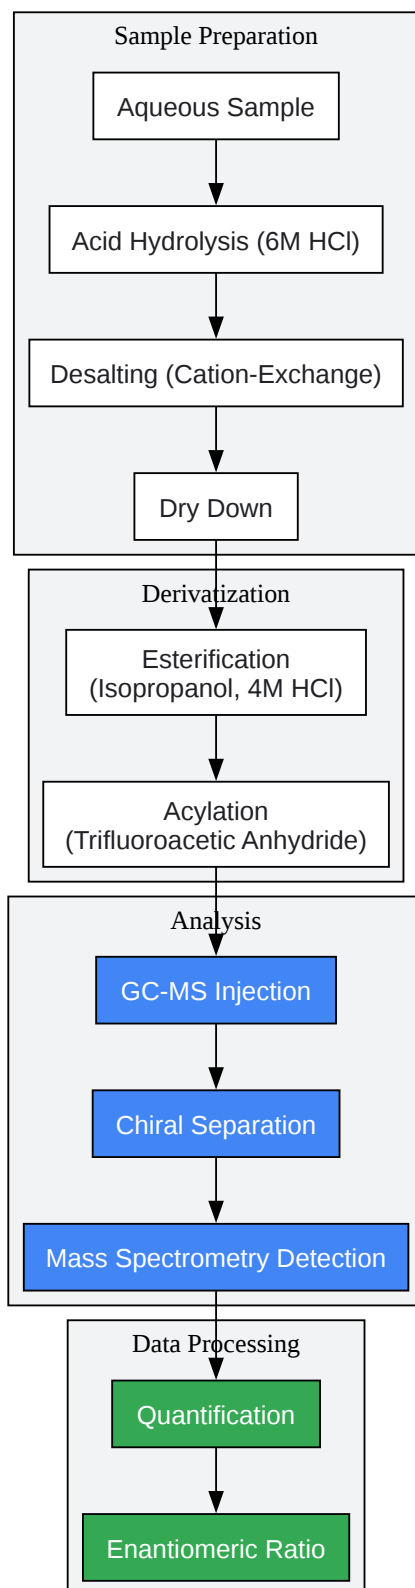 Sample Preparation
Aqueous Sample
Acid Hydrolysis (6M HCl)
Desalting (Cation-Exchange)
Dry Down
Derivatization
Esterification
(Isopropanol, 4M HCl)
Acylation
(Trifluoroacetic Anhydride)
Analysis
GC-MS Injection
Chiral Separation
Mass Spectrometry Detection
Data Processing
Quantification
Enantiomeric Ratio